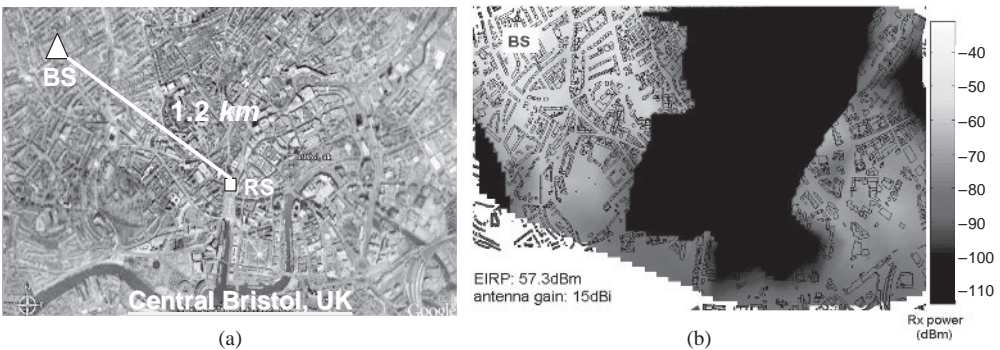 BS
1.2 km
RS
Central Bristol, UK
Google
(a)
BS
EIRP: 57.3dBm
antenna gain: 15dBi
−40
−50
−60
−70
−80
−90
−100
−110
Rx power
(dBm)
(b)